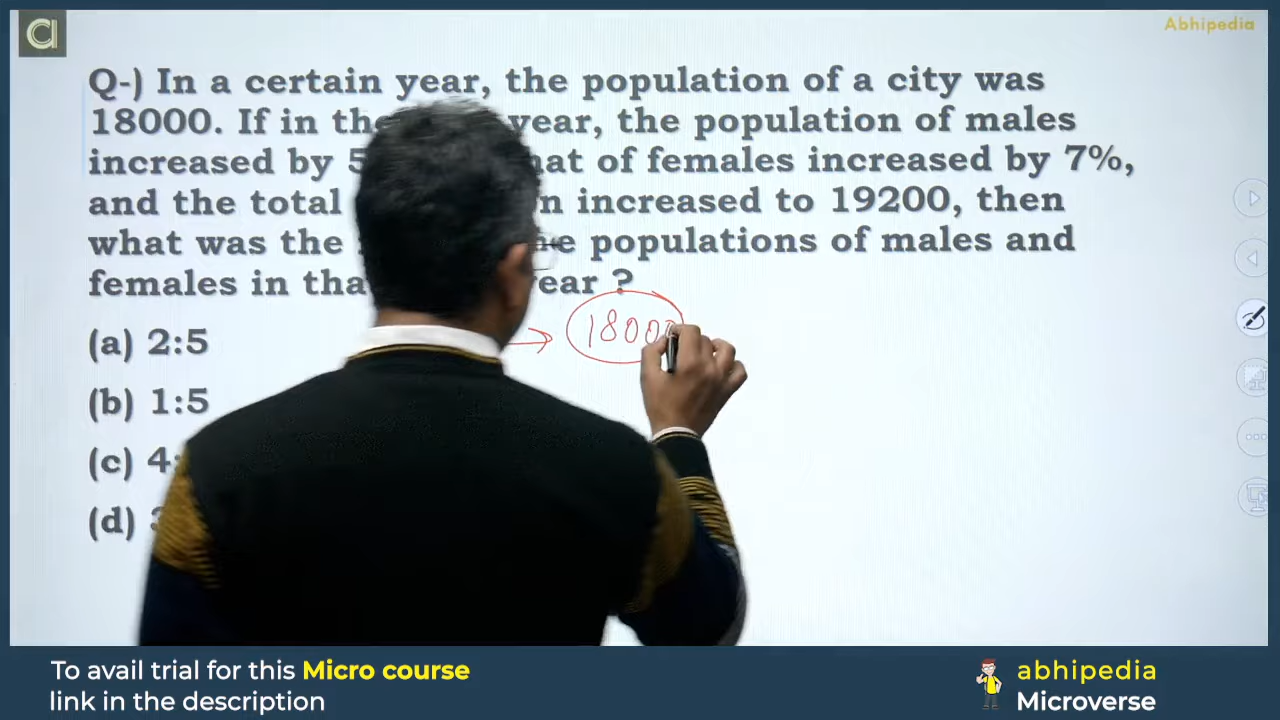 Abhipedia
Q-) In a certain year, the population of a city was
18000. If in the year, the population of males
increased by 5 of females increased by 7%,
and the total increased to 19200, then
what was the populations of males and
females in year ?
(a) 2:5
18000
(b) 1:5
(c) 4:
(d)
To avail trial for this Micro course
link in the description
abhipedia
Microverse